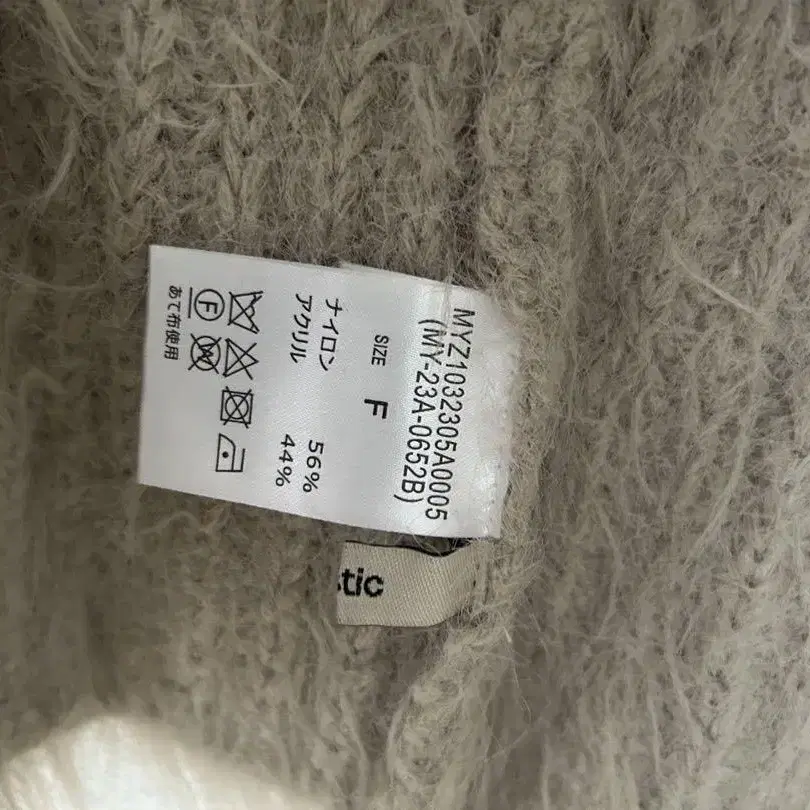 MYZ1032305A0005
(MY-23A-0652B)
SIZE F
ナイロン 56%
アクリル 44%
F W
あて布使用
tic